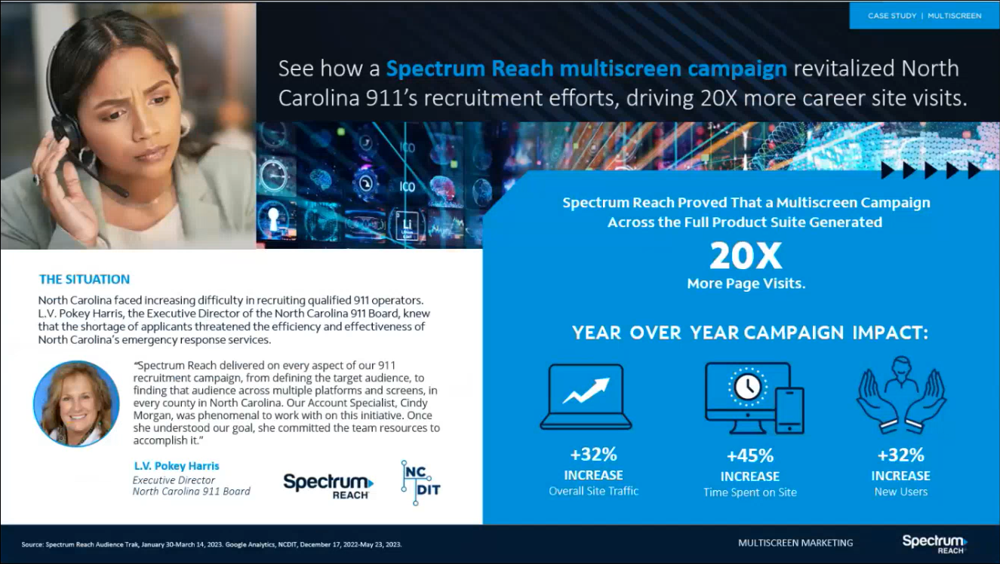 CASE STUDY | MULTISCREEN
See how a Spectrum Reach multiscreen campaign revitalized North
Carolina 911's recruitment efforts, driving 20X more career site visits.
ICO
ICO
Li
Spectrum Reach Proved That a Multiscreen Campaign
Across the Full Product Suite Generated
20X
More Page Visits.
THE SITUATION
North Carolina faced increasing difficulty in recruiting qualified 911 operators.
L.V. Pokey Harris, the Executive Director of the North Carolina 911 Board, knew
that the shortage of applicants threatened the efficiency and effectiveness of
North Carolina's emergency response services.
“Spectrum Reach delivered on every aspect of our 911
recruitment campaign, from defining the target audience, to
finding that audience across multiple platforms and screens, in
every county in North Carolina. Our Account Specialist, Cindy
Morgan, was phenomenal to work with on this initiative. Once
she understood our goal, she committed the team resources to
accomplish it.”
L.V. Pokey Harris
Executive Director
North Carolina 911 Board
Spectrum
REACH
NC
DIT
YEAR OVER YEAR CAMPAIGN IMPACT:
+32%
INCREASE
Overall Site Traffic
+45%
INCREASE
Time Spent on Site
+32%
INCREASE
New Users
Source: Spectrum Reach Audience Trak, January 30-March 14, 2023. Google Analytics, NCDIT, December 17, 2022-May 23, 2023.
MULTISCREEN MARKETING
Spectrum
REACH